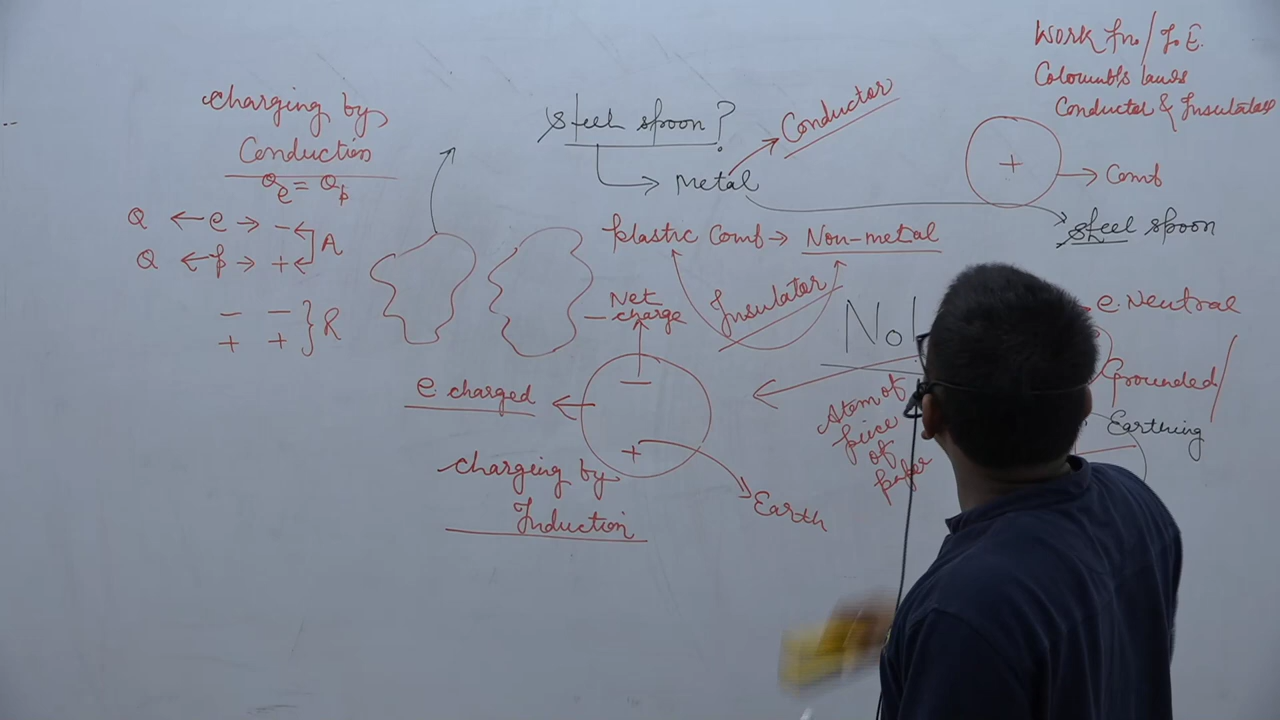 Work fn./I.E.
Coloumb's laws
Conductor & Insulators
Charging by
Conduction
Qe = Qp
Q ← e → -
Q ← p → +
A
- -
+ +
} R
Steel spoon?
Conductor
Metal
+
→ Comb
Steel spoon
Plastic Comb → Non-metal
Insulator
Net
- charge
No!
e. Neutral
Grounded/
Earthing
e. charged
-
+
Atom of
piece
of
paper
Charging by
Induction
Earth